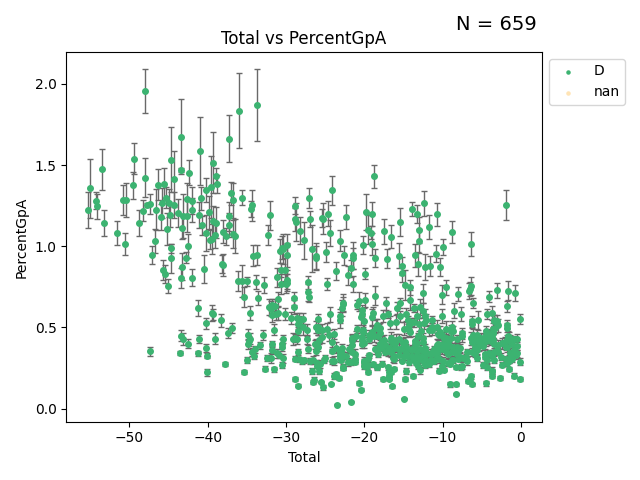 N = 659
Total vs PercentGpA
D
nan
PercentGpA
2.0
1.5
1.0
0.5
0.0
−50 −40 −30 −20 −10 0
Total